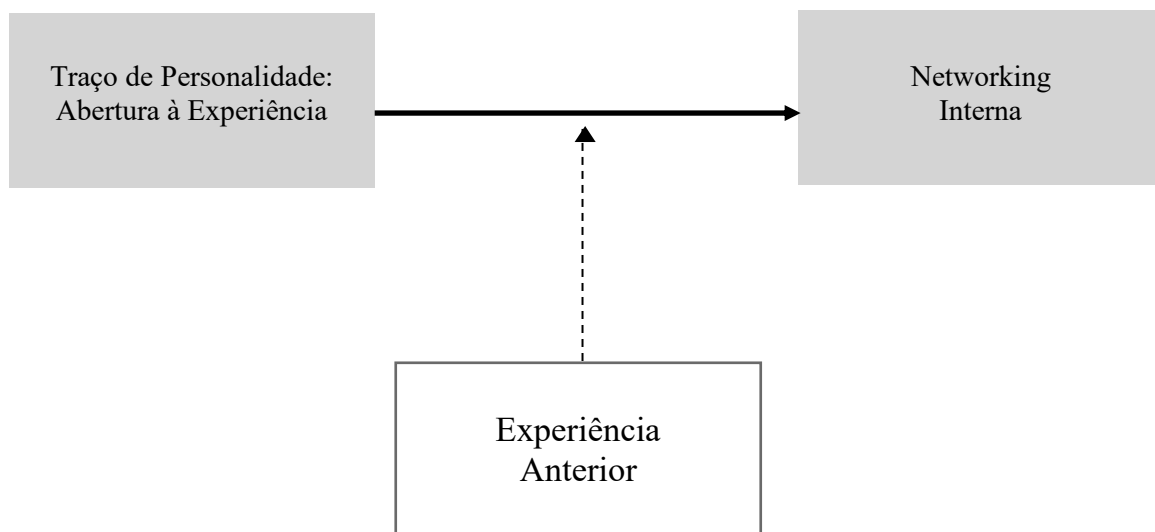 Traço de Personalidade:
Abertura à Experiência
Networking
Interna
Experiência
Anterior